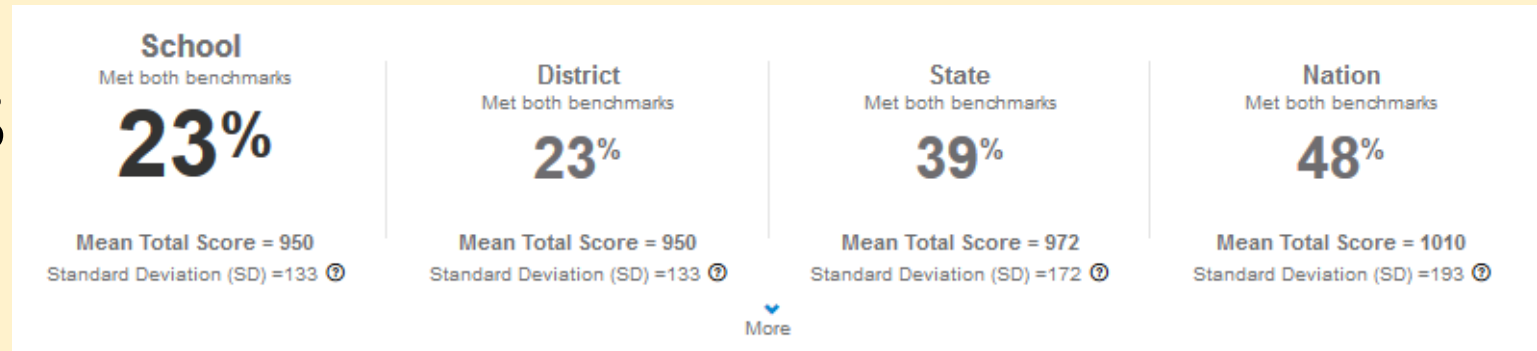 School
Met both benchmarks
23%
Mean Total Score = 950
Standard Deviation (SD) =133 ?
District
Met both benchmarks
23%
Mean Total Score = 950
Standard Deviation (SD) =133 ?
State
Met both benchmarks
39%
Mean Total Score = 972
Standard Deviation (SD) =172 ?
Nation
Met both benchmarks
48%
Mean Total Score = 1010
Standard Deviation (SD) =193 ?
More